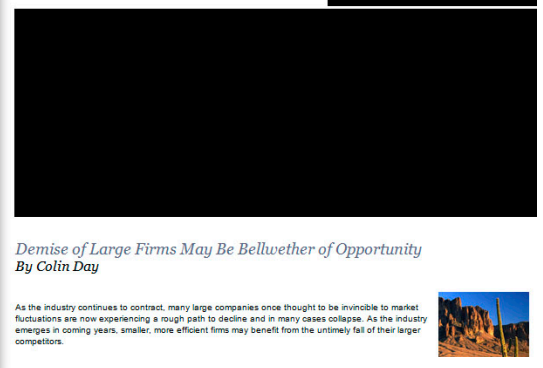 Demise of Large Firms May Be Bellwether of Opportunity
By Colin Day
As the industry continues to contract, many large companies once thought to be invincible to market
fluctuations are now experiencing a rough path to decline and in many cases collapse. As the industry
emerges in coming years, smaller, more efficient firms may benefit from the untimely fall of their larger
competitors.